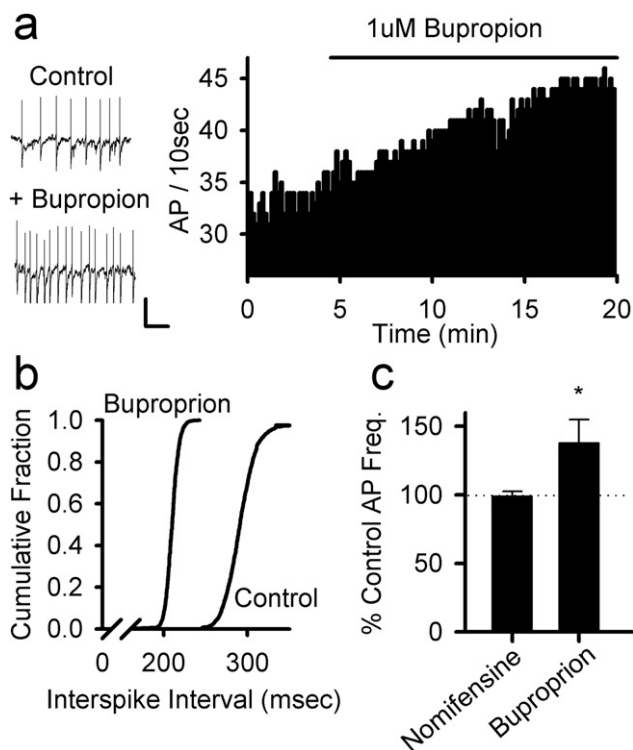 a
1uM Bupropion
Control
+ Bupropion
AP / 10sec
45
40
35
30
0 5 10 15 20
Time (min)
b
Buproprion
Control
Cumulative Fraction
1.0
0.8
0.6
0.4
0.2
0.0
0 200 300
Interspike Interval (msec)
c
*
% Control AP Freq.
150
100
50
0
Nomifensine
Buproprion